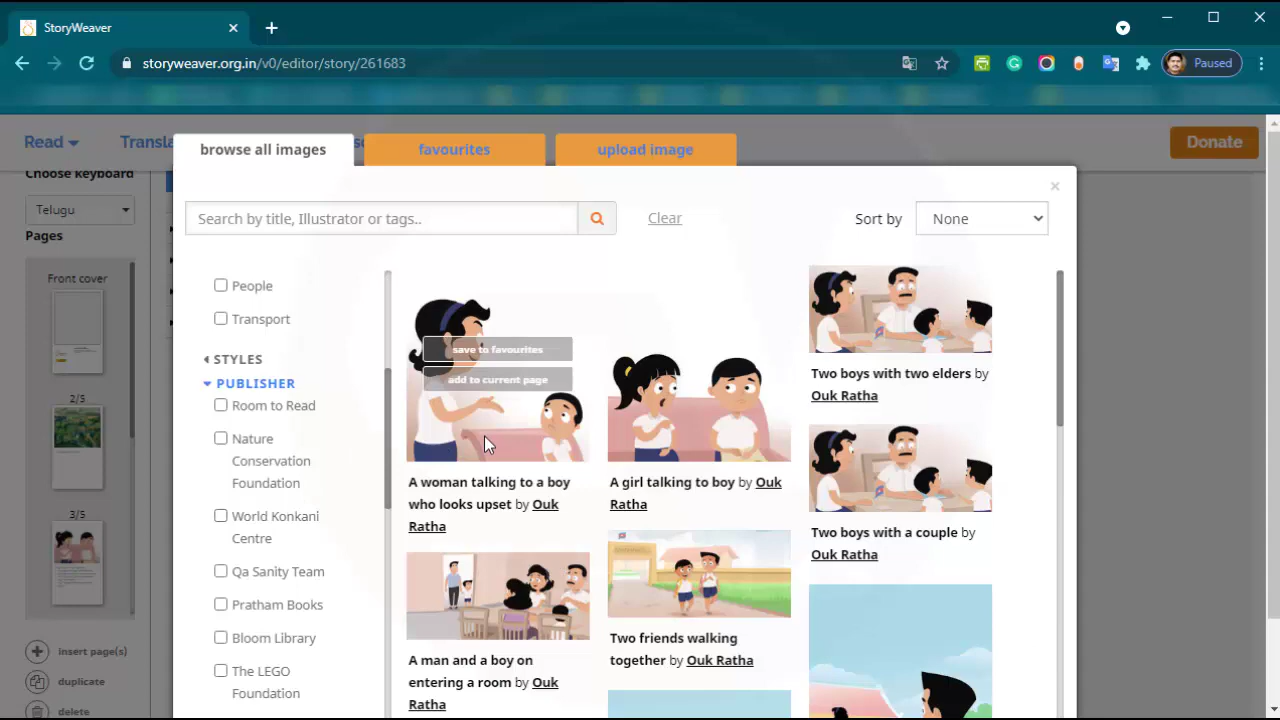 StoryWeaver
storyweaver.org.in/v0/editor/story/261683
Paused
Read
Transla
Donate
browse all images
favourites
upload image
Choose keyboard
Telugu
Pages
Front cover
2/5
3/5
insert page(s)
duplicate
delete
Search by title, Illustrator or tags..
Clear
Sort by
None
People
Transport
STYLES
PUBLISHER
Room to Read
Nature
Conservation
Foundation
World Konkani
Centre
Qa Sanity Team
Pratham Books
Bloom Library
The LEGO
Foundation
save to favourites
add to current page
A woman talking to a boy
who looks upset by Ouk
Ratha
A man and a boy on
entering a room by Ouk
Ratha
A girl talking to boy by Ouk
Ratha
Two friends walking
together by Ouk Ratha
Two boys with two elders by
Ouk Ratha
Two boys with a couple by
Ouk Ratha